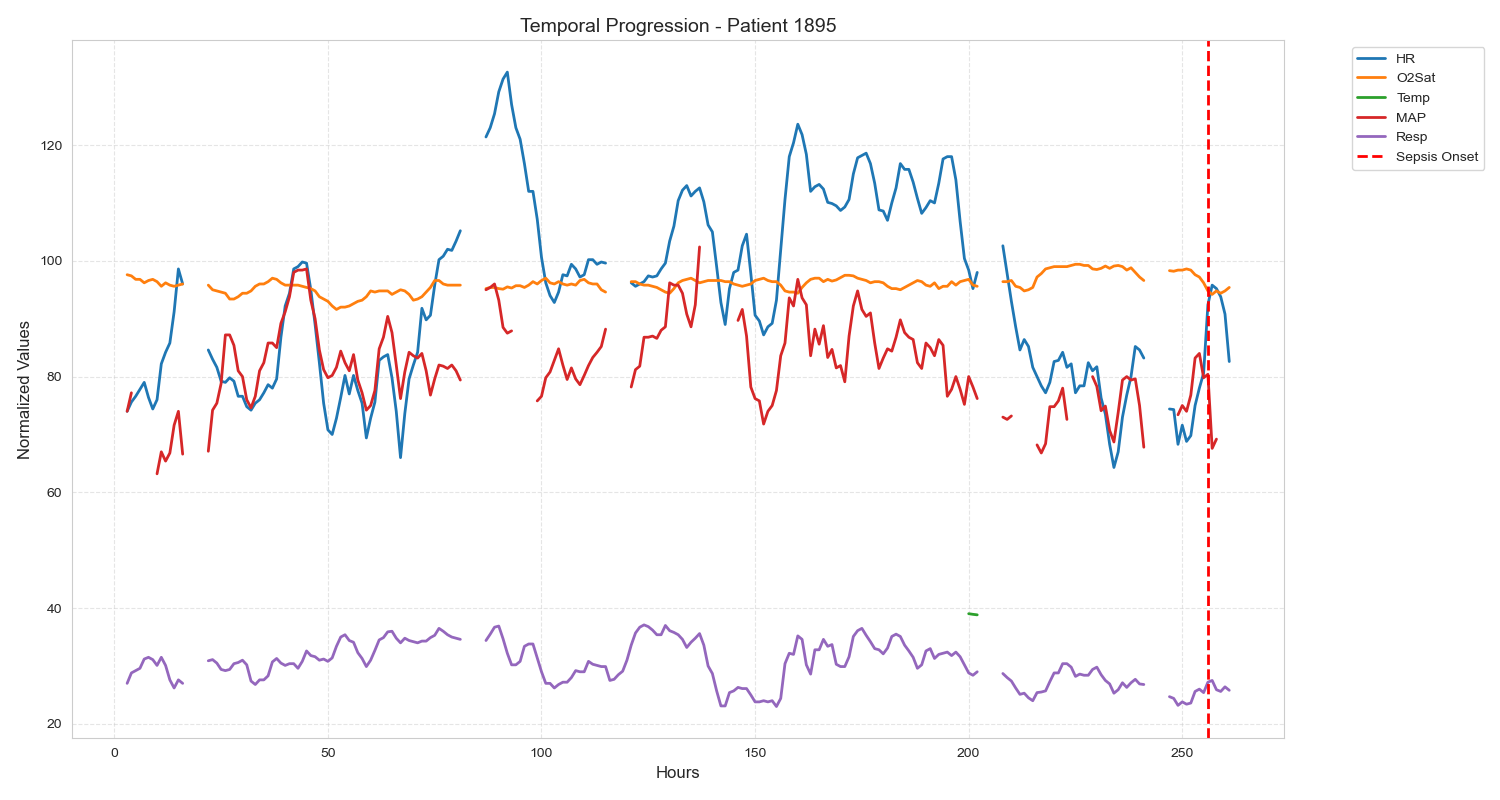 Temporal Progression - Patient 1895
HR
O2Sat
Temp
MAP
Resp
Sepsis Onset
Normalized Values
120
100
80
60
40
20
0 50 100 150 200 250
Hours